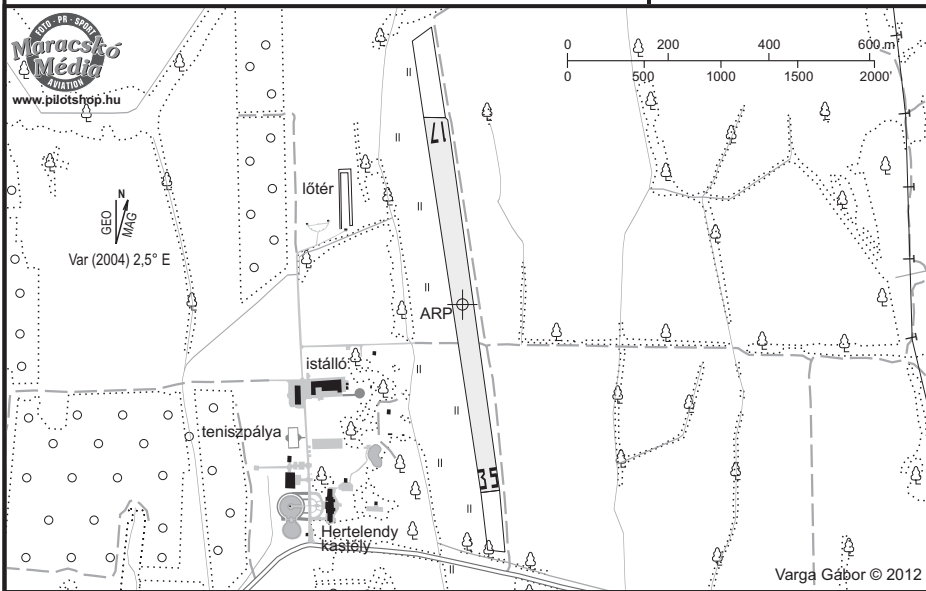 FOTO - PR - SPORT
Maracskó
Média
AVIATION
www.pilotshop.hu
0 200 400 600 m
0 500 1000 1500 2000'
17
lőtér
N
GEO
MAG
Var (2004) 2,5° E
ARP
istálló
teniszpálya
35
Hertelendy
kastély
Varga Gábor © 2012